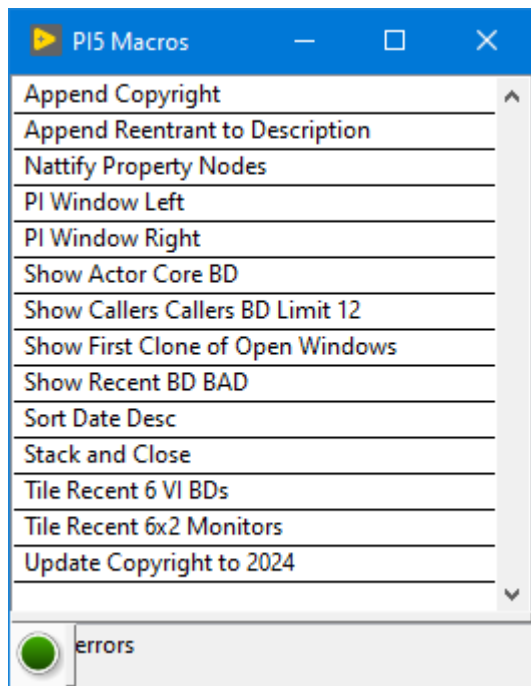 PI5 Macros
Append Copyright
Append Reentrant to Description
Nattify Property Nodes
PI Window Left
PI Window Right
Show Actor Core BD
Show Callers Callers BD Limit 12
Show First Clone of Open Windows
Show Recent BD BAD
Sort Date Desc
Stack and Close
Tile Recent 6 VI BDs
Tile Recent 6x2 Monitors
Update Copyright to 2024
errors